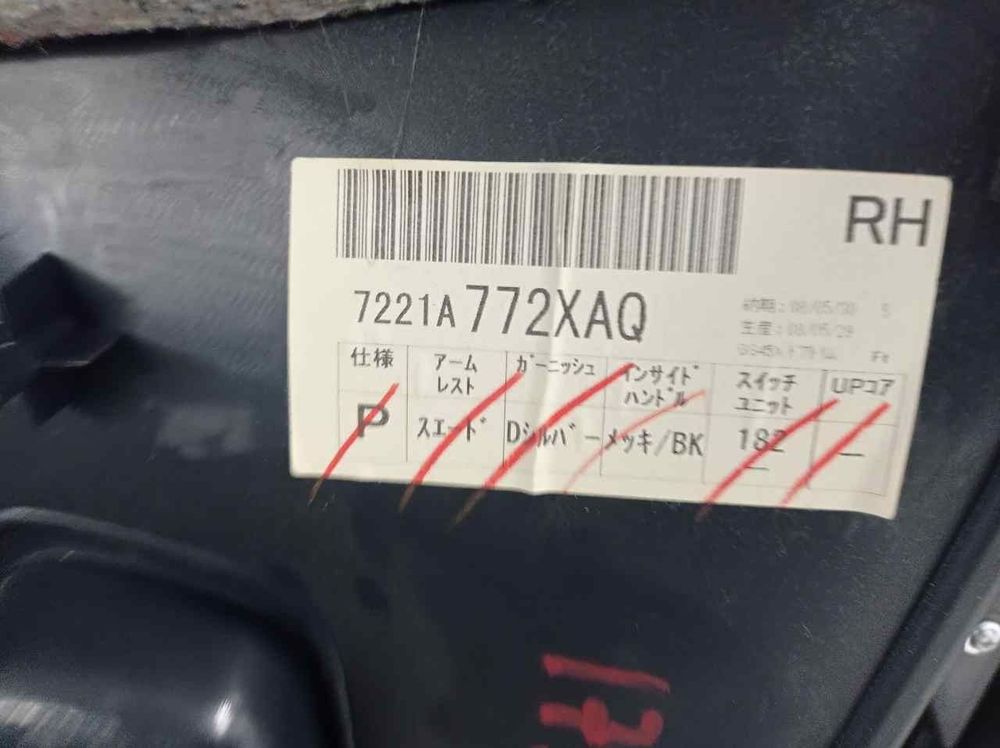 RH
7221A772XAQ
納期:08/05/30 5
生産:08/05/29
Ft
仕様 アームレスト ガーニッシュ インサイドハンドル スイッチユニット UPコア
P スエード Dシルバー メッキ/BK 182 —
—